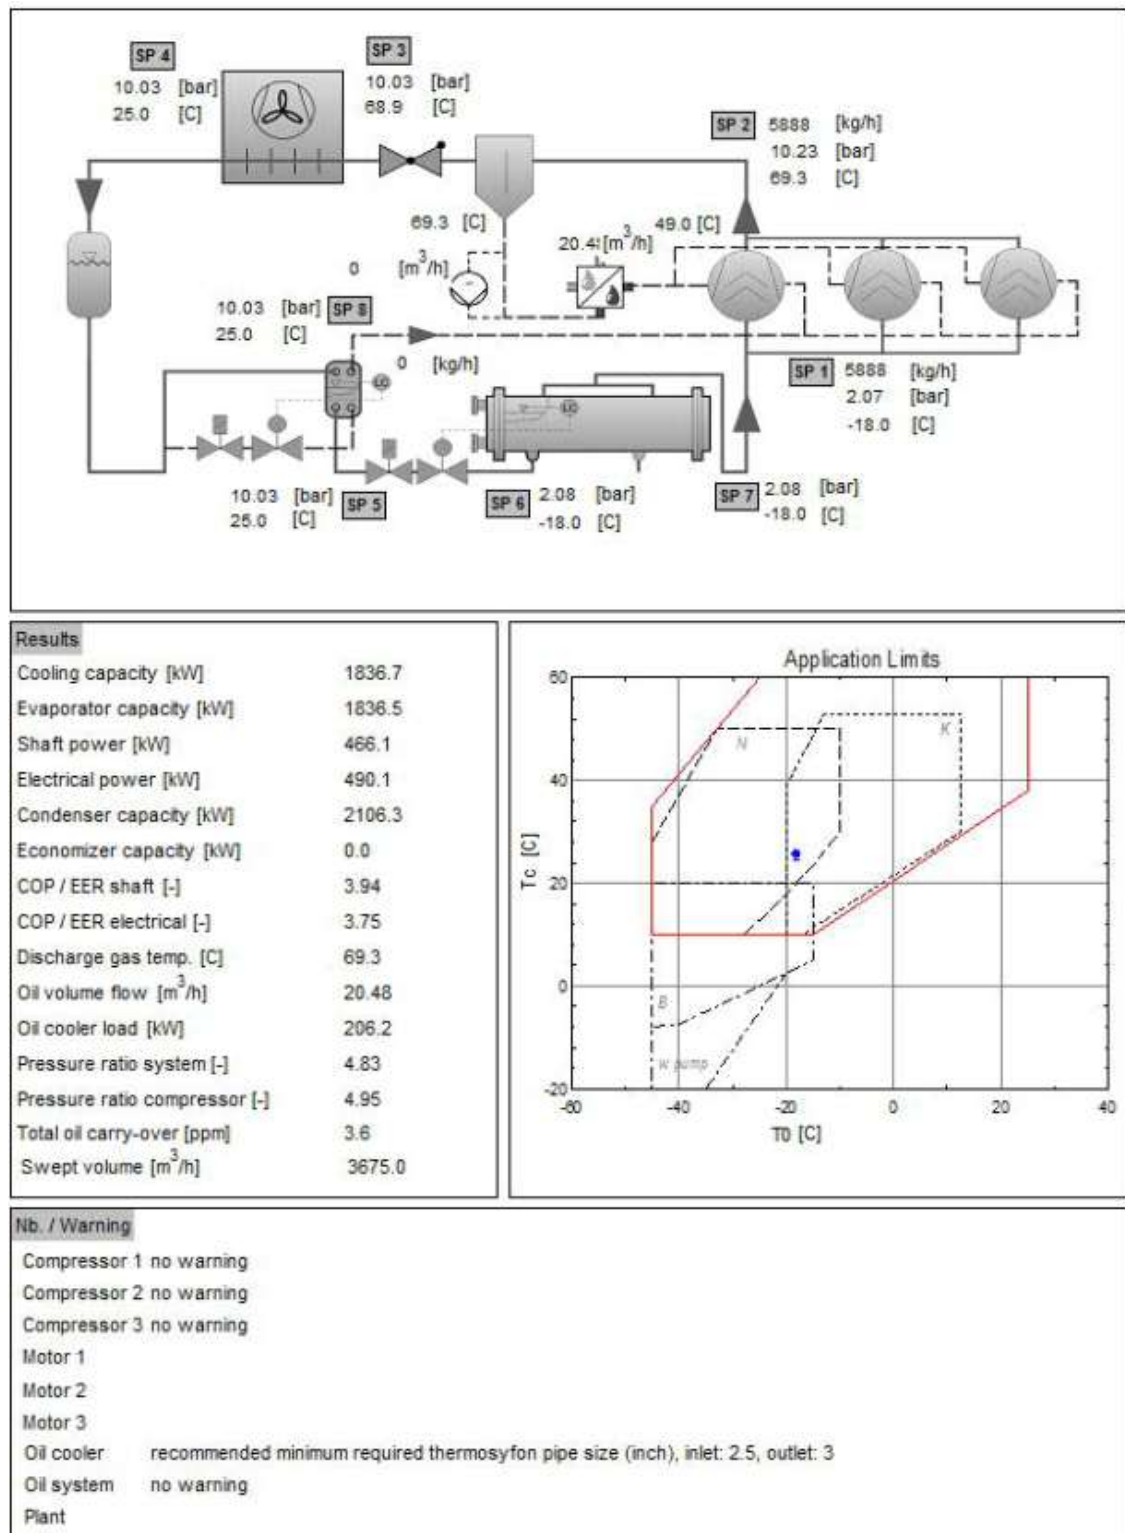 SP 4
10.03 [bar]
25.0 [C]
SP 3
10.03 [bar]
68.9 [C]
SP 2 5888 [kg/h]
10.23 [bar]
69.3 [C]
69.3 [C]
49.0 [C]
20.48 [m³/h]
0 [m³/h]
10.03 [bar] SP 8
25.0 [C]
0 [kg/h]
LC
LC
SP 1 5888 [kg/h]
2.07 [bar]
-18.0 [C]
10.03 [bar] SP 5
25.0 [C]
SP 6 2.08 [bar]
-18.0 [C]
SP 7 2.08 [bar]
-18.0 [C]
Results
Cooling capacity [kW] 1836.7
Evaporator capacity [kW] 1836.5
Shaft power [kW] 466.1
Electrical power [kW] 490.1
Condenser capacity [kW] 2106.3
Economizer capacity [kW] 0.0
COP / EER shaft [-] 3.94
COP / EER electrical [-] 3.75
Discharge gas temp. [C] 69.3
Oil volume flow [m³/h] 20.48
Oil cooler load [kW] 206.2
Pressure ratio system [-] 4.83
Pressure ratio compressor [-] 4.95
Total oil carry-over [ppm] 3.6
Swept volume [m³/h] 3675.0
Application Limits
60
40
20
0
-20
Tc [C]
N
K
B
w pump
-60 -40 -20 0 20 40
T0 [C]
Nb. / Warning
Compressor 1 no warning
Compressor 2 no warning
Compressor 3 no warning
Motor 1
Motor 2
Motor 3
Oil cooler recommended minimum required thermosyfon pipe size (inch), inlet: 2.5, outlet: 3
Oil system no warning
Plant